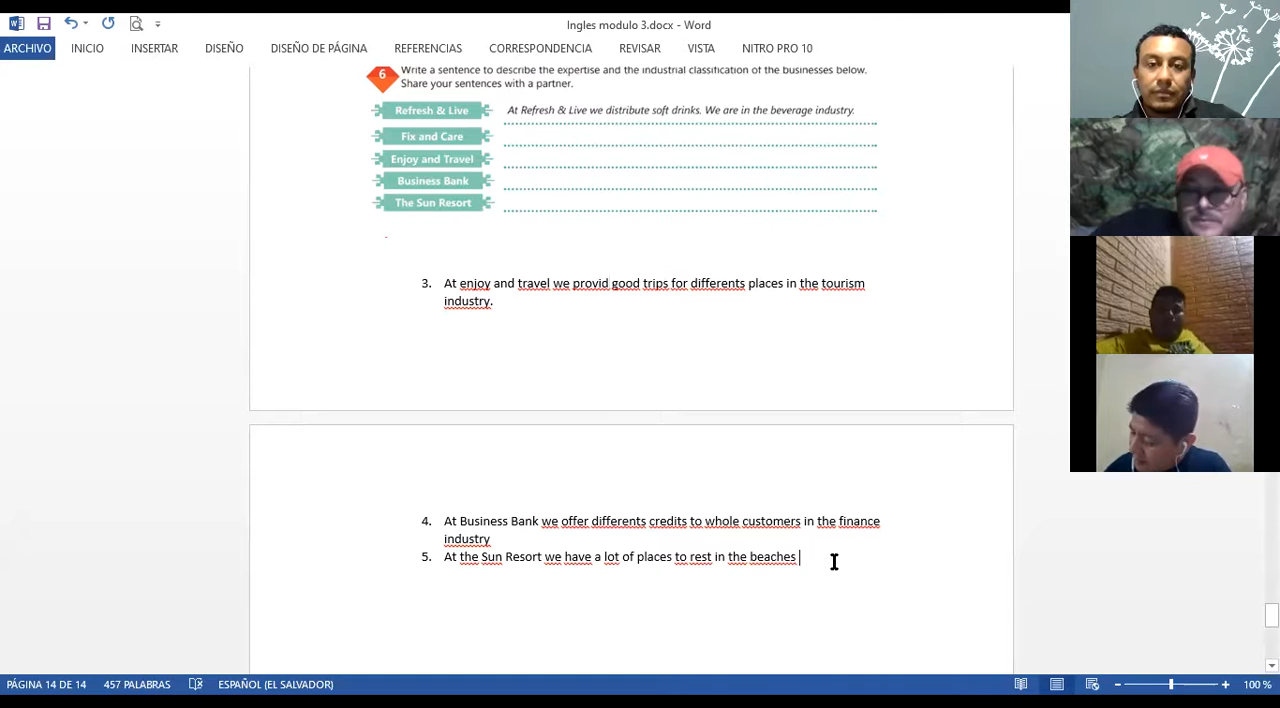 Ingles modulo 3.docx - Word
ARCHIVO INICIO INSERTAR DISEÑO DISEÑO DE PÁGINA REFERENCIAS CORRESPONDENCIA REVISAR VISTA NITRO PRO 10
6 Write a sentence to describe the expertise and the industrial classification of the businesses below.
Share your sentences with a partner.
Refresh & Live At Refresh & Live we distribute soft drinks. We are in the beverage industry.
Fix and Care
Enjoy and Travel
Business Bank
The Sun Resort
3. At enjoy and travel we provid good trips for differents places in the tourism
industry.
4. At Business Bank we offer differents credits to whole customers in the finance
industry
5. At the Sun Resort we have a lot of places to rest in the beaches
PÁGINA 14 DE 14 457 PALABRAS ESPAÑOL (EL SALVADOR) 100 %